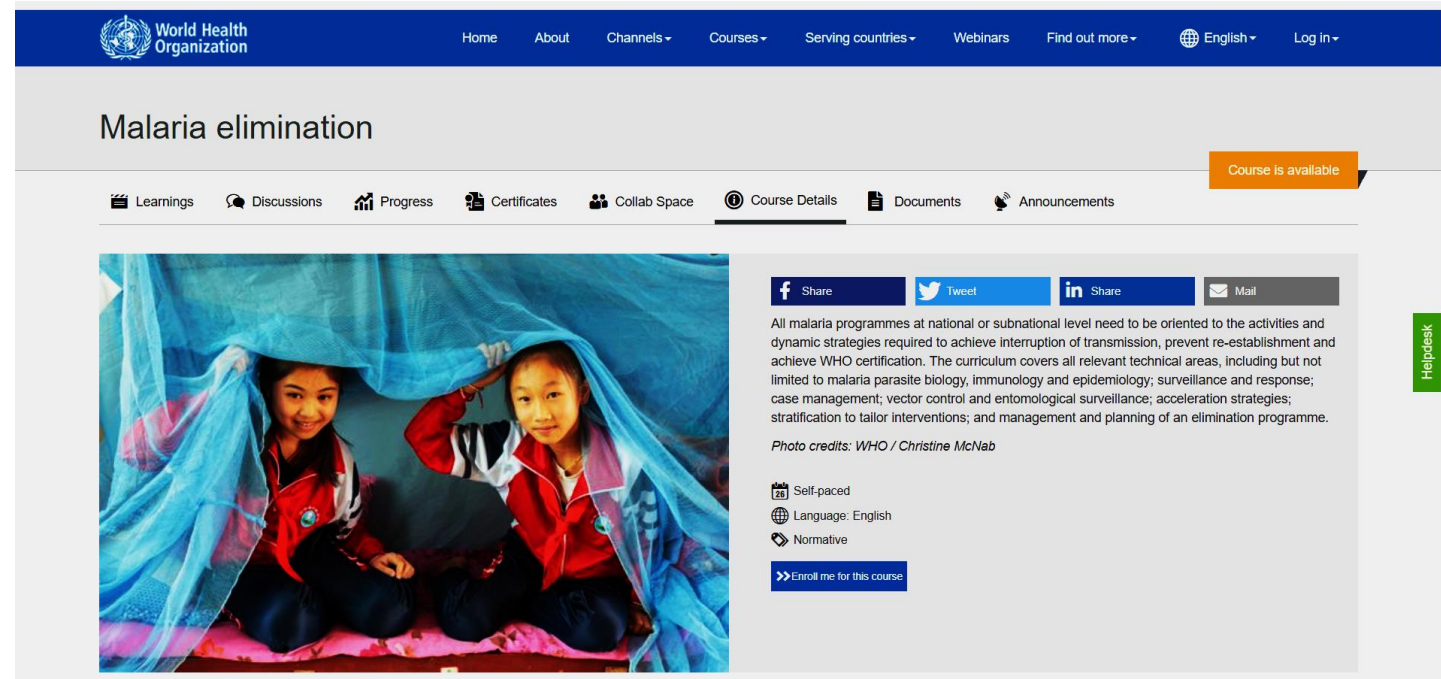 World Health
Organization
Home About Channels Courses Serving countries Webinars Find out more English Log in
Malaria elimination
Course is available
Learnings Discussions Progress Certificates Collab Space Course Details Documents Announcements
Share Tweet Share Mail
All malaria programmes at national or subnational level need to be oriented to the activities and
dynamic strategies required to achieve interruption of transmission, prevent re-establishment and
achieve WHO certification. The curriculum covers all relevant technical areas, including but not
limited to malaria parasite biology, immunology and epidemiology; surveillance and response;
case management; vector control and entomological surveillance; acceleration strategies;
stratification to tailor interventions; and management and planning of an elimination programme.
Photo credits: WHO / Christine McNab
26 Self-paced
Language: English
Normative
Enroll me for this course
Helpdesk